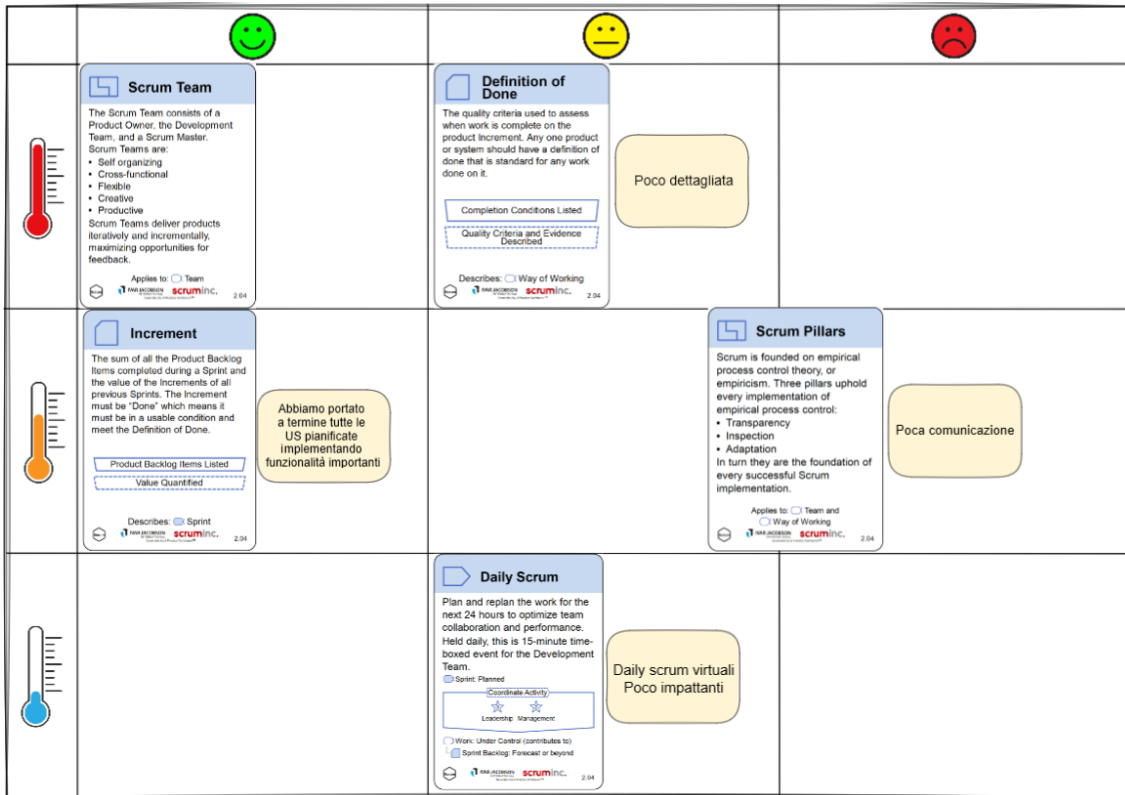 Scrum Team
The Scrum Team consists of a
Product Owner, the Development
Team, and a Scrum Master.
Scrum Teams are:
• Self organizing
• Cross-functional
• Flexible
• Creative
• Productive
Scrum Teams deliver products
iteratively and incrementally,
maximizing opportunities for
feedback.
Applies to: Team
IVAR JACOBSON
scruminc.
2.04
Definition of
Done
The quality criteria used to assess
when work is complete on the
product Increment. Any one product
or system should have a definition of
done that is standard for any work
done on it.
Completion Conditions Listed
Quality Criteria and Evidence
Described
Describes: Way of Working
IVAR JACOBSON
scruminc.
2.04
Poco dettagliata
Increment
The sum of all the Product Backlog
Items completed during a Sprint and
the value of the Increments of all
previous Sprints. The Increment
must be "Done" which means it
must be in a usable condition and
meet the Definition of Done.
Product Backlog Items Listed
Value Quantified
Describes: Sprint
IVAR JACOBSON
scruminc.
2.04
Abbiamo portato
a termine tutte le
US pianificate
implementando
funzionalità importanti
Scrum Pillars
Scrum is founded on empirical
process control theory, or
empiricism. Three pillars uphold
every implementation of
empirical process control:
• Transparency
• Inspection
• Adaptation
In turn they are the foundation of
every successful Scrum
implementation.
Applies to: Team and
Way of Working
IVAR JACOBSON
scruminc.
2.04
Poca comunicazione
Daily Scrum
Plan and replan the work for the
next 24 hours to optimize team
collaboration and performance.
Held daily, this is 15-minute time-
boxed event for the Development
Team.
Sprint: Planned
Coordinate Activity
Leadership Management
Work: Under Control (contributes to)
Sprint Backlog: Forecast or beyond
IVAR JACOBSON
scruminc.
2.04
Daily scrum virtuali
Poco impattanti